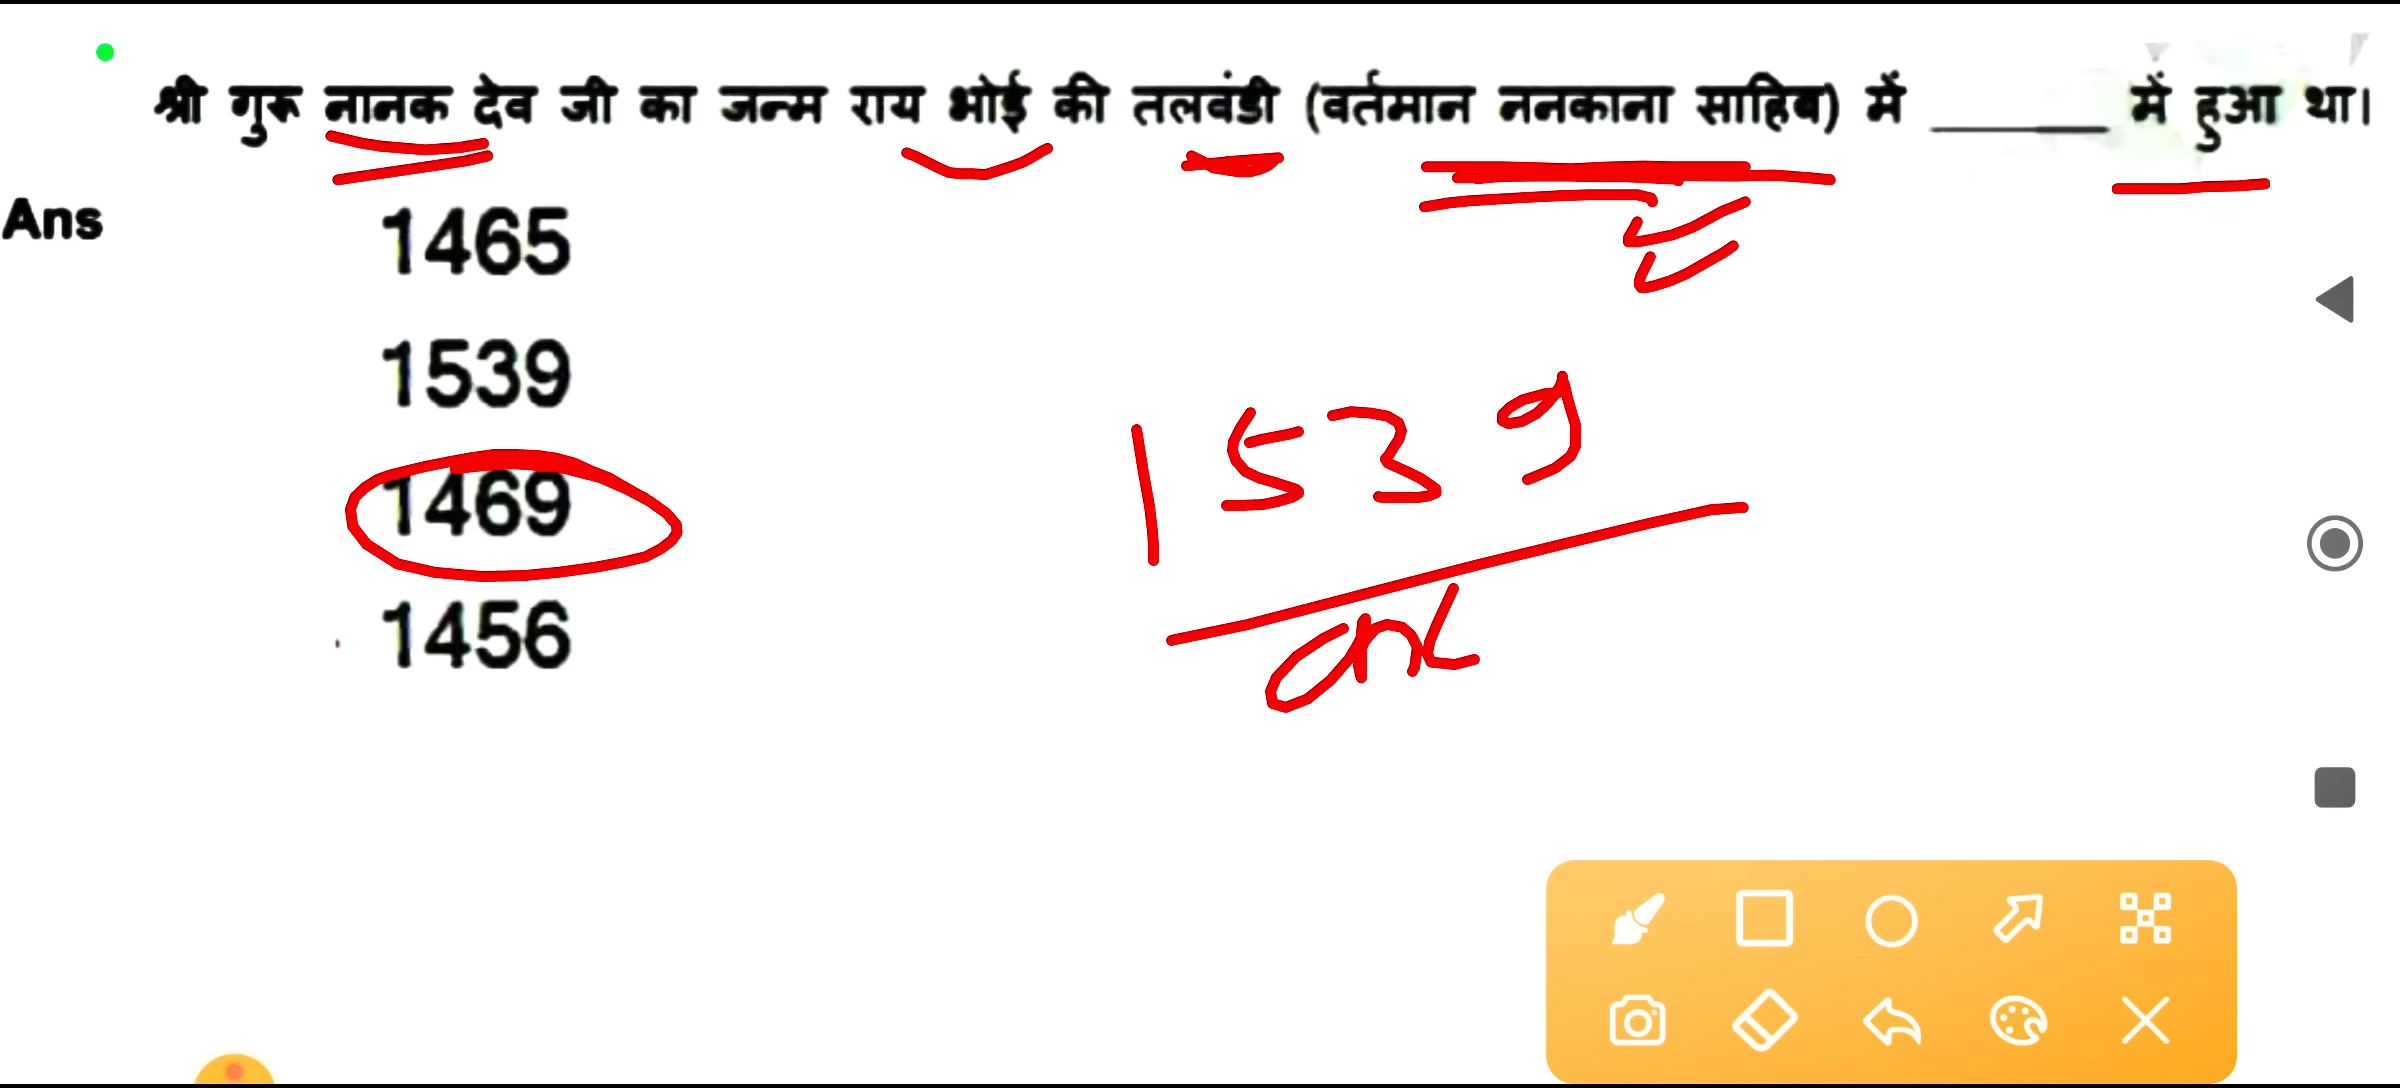 श्री गुरू नानक देव जी का जन्म राय भोई की तलवंडी (वर्तमान ननकाना साहिब) में ______ में हुआ था।
Ans
1465
1539
1469
1456
1539